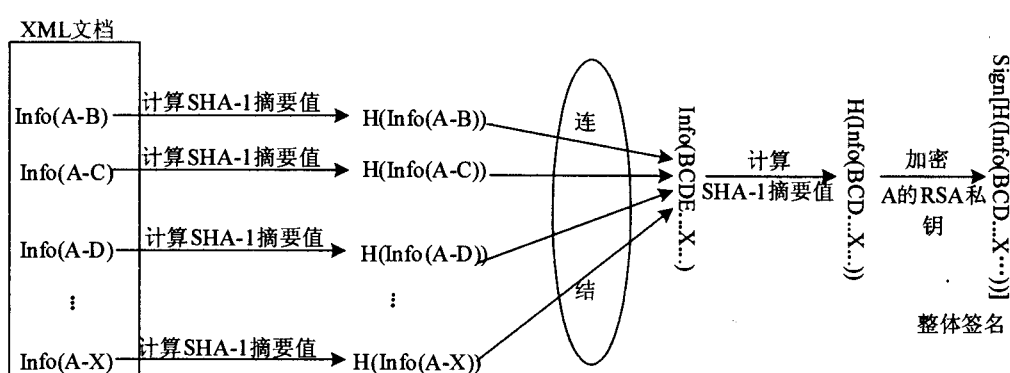 XML文档
Info(A-B)
计算SHA-1摘要值
H(Info(A-B))
Info(A-C)
计算SHA-1摘要值
H(Info(A-C))
Info(A-D)
计算SHA-1摘要值
H(Info(A-D))
⋮
⋮
Info(A-X)
计算SHA-1摘要值
H(Info(A-X))
连
结
Info(BCDE...X...)
计算
SHA-1摘要值
H(Info(BCD...X...))
加密
A的RSA私
钥
Sign[H(Info(BCD...X···))]
整体签名